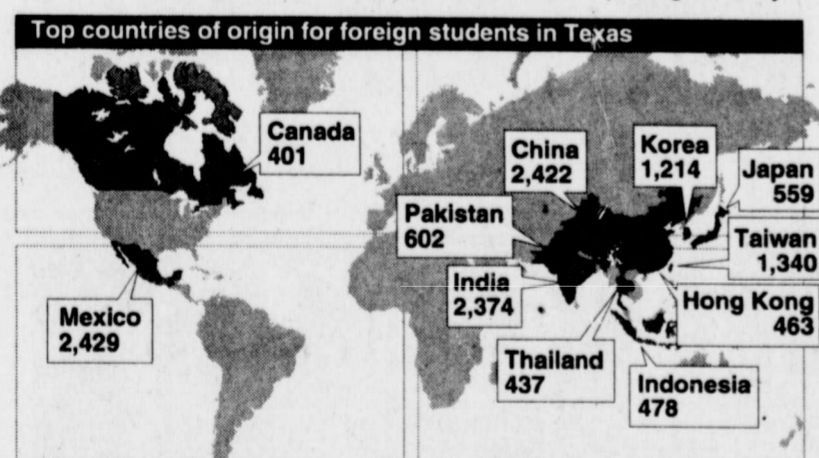 Top countries of origin for foreign students in Texas
Canada
401
China
2,422
Korea
1,214
Japan
559
Pakistan
602
Taiwan
1,340
India
2,374
Hong Kong
463
Mexico
2,429
Thailand
437
Indonesia
478